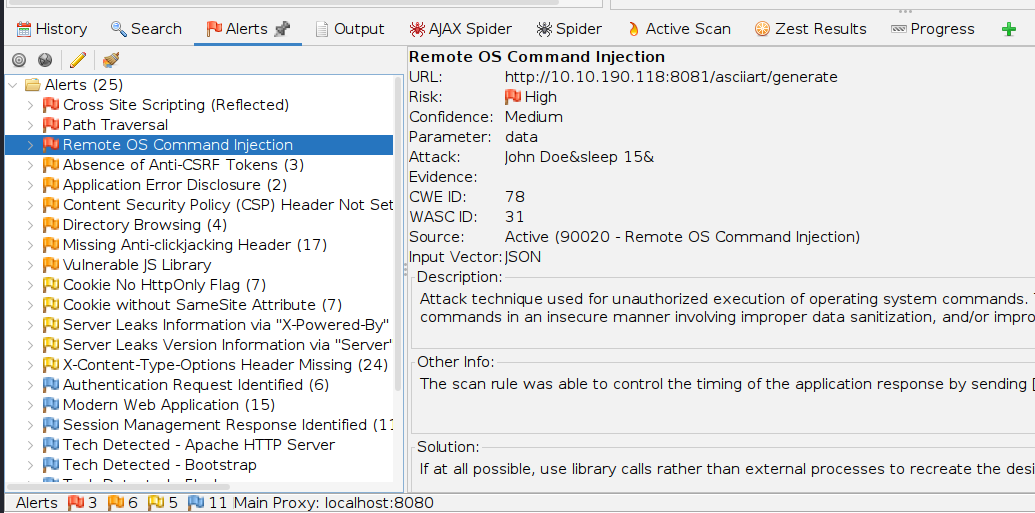 History Search Alerts Output AJAX Spider Spider Active Scan Zest Results Progress
Alerts (25)
Cross Site Scripting (Reflected)
Path Traversal
Remote OS Command Injection
Absence of Anti-CSRF Tokens (3)
Application Error Disclosure (2)
Content Security Policy (CSP) Header Not Set
Directory Browsing (4)
Missing Anti-clickjacking Header (17)
Vulnerable JS Library
Cookie No HttpOnly Flag (7)
Cookie without SameSite Attribute (7)
Server Leaks Information via "X-Powered-By"
Server Leaks Version Information via "Server"
X-Content-Type-Options Header Missing (24)
Authentication Request Identified (6)
Modern Web Application (15)
Session Management Response Identified (11
Tech Detected - Apache HTTP Server
Tech Detected - Bootstrap
Remote OS Command Injection
URL: http://10.10.190.118:8081/asciiart/generate
Risk: High
Confidence: Medium
Parameter: data
Attack: John Doe&sleep 15&
Evidence:
CWE ID: 78
WASC ID: 31
Source: Active (90020 - Remote OS Command Injection)
Input Vector: JSON
Description:
Attack technique used for unauthorized execution of operating system commands.
commands in an insecure manner involving improper data sanitization, and/or impro
Other Info:
The scan rule was able to control the timing of the application response by sending [
Solution:
If at all possible, use library calls rather than external processes to recreate the desi
Alerts 3 6 5 11 Main Proxy: localhost:8080